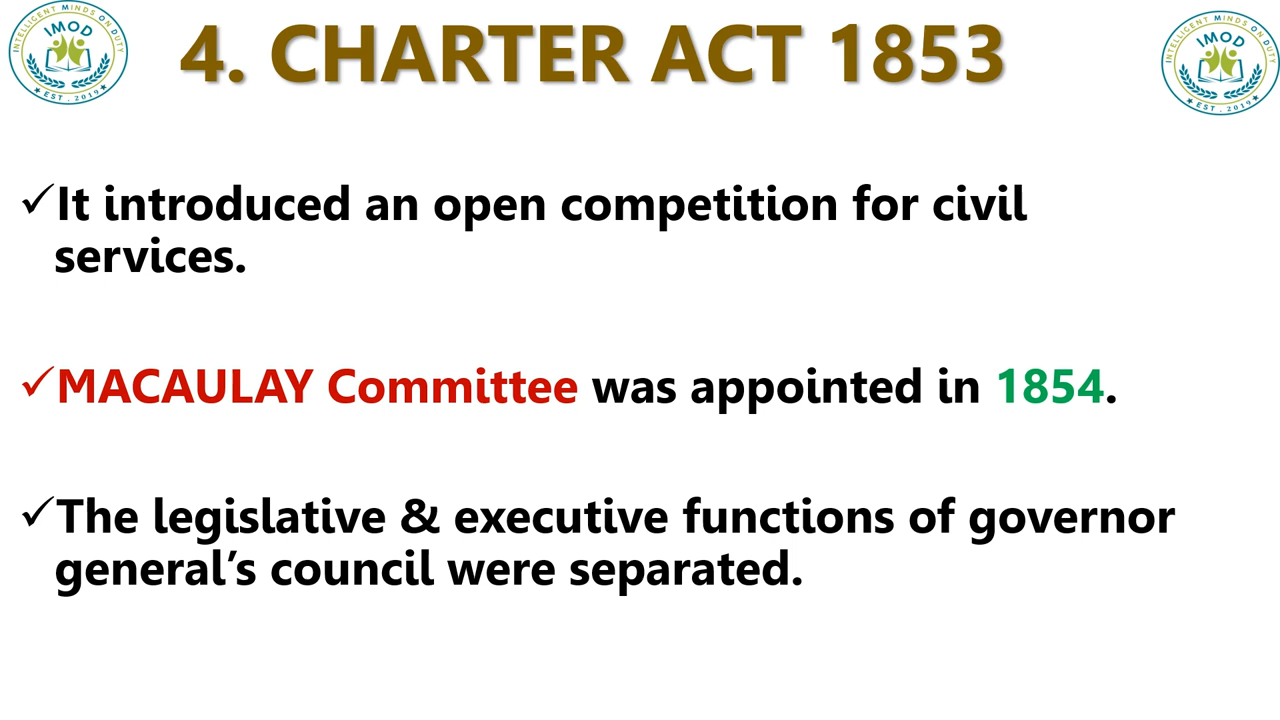 4. CHARTER ACT 1853
INTELLIGENT MINDS ON DUTY
IMOD
★ EST . 2019 ★
INTELLIGENT MINDS ON DUTY
IMOD
★ EST . 2019 ★
✓It introduced an open competition for civil
services.
✓MACAULAY Committee was appointed in 1854.
✓The legislative & executive functions of governor
general’s council were separated.